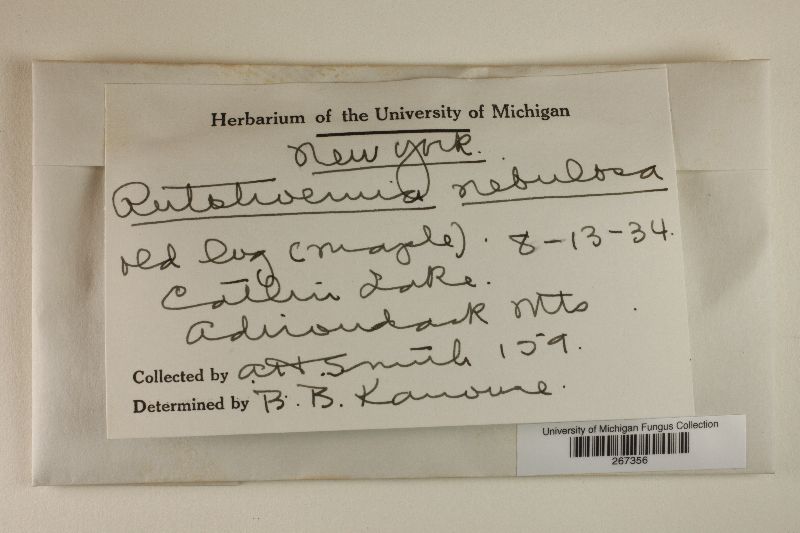 Herbarium of the University of Michigan
New York.
Rutstroemia nebulosa
old log (maple). 8-13-34.
Catlin Lake.
Adirondack Mts.
Collected by A.H. Smith 159.
Determined by B. B. Kanouse.
University of Michigan Fungus Collection
267356